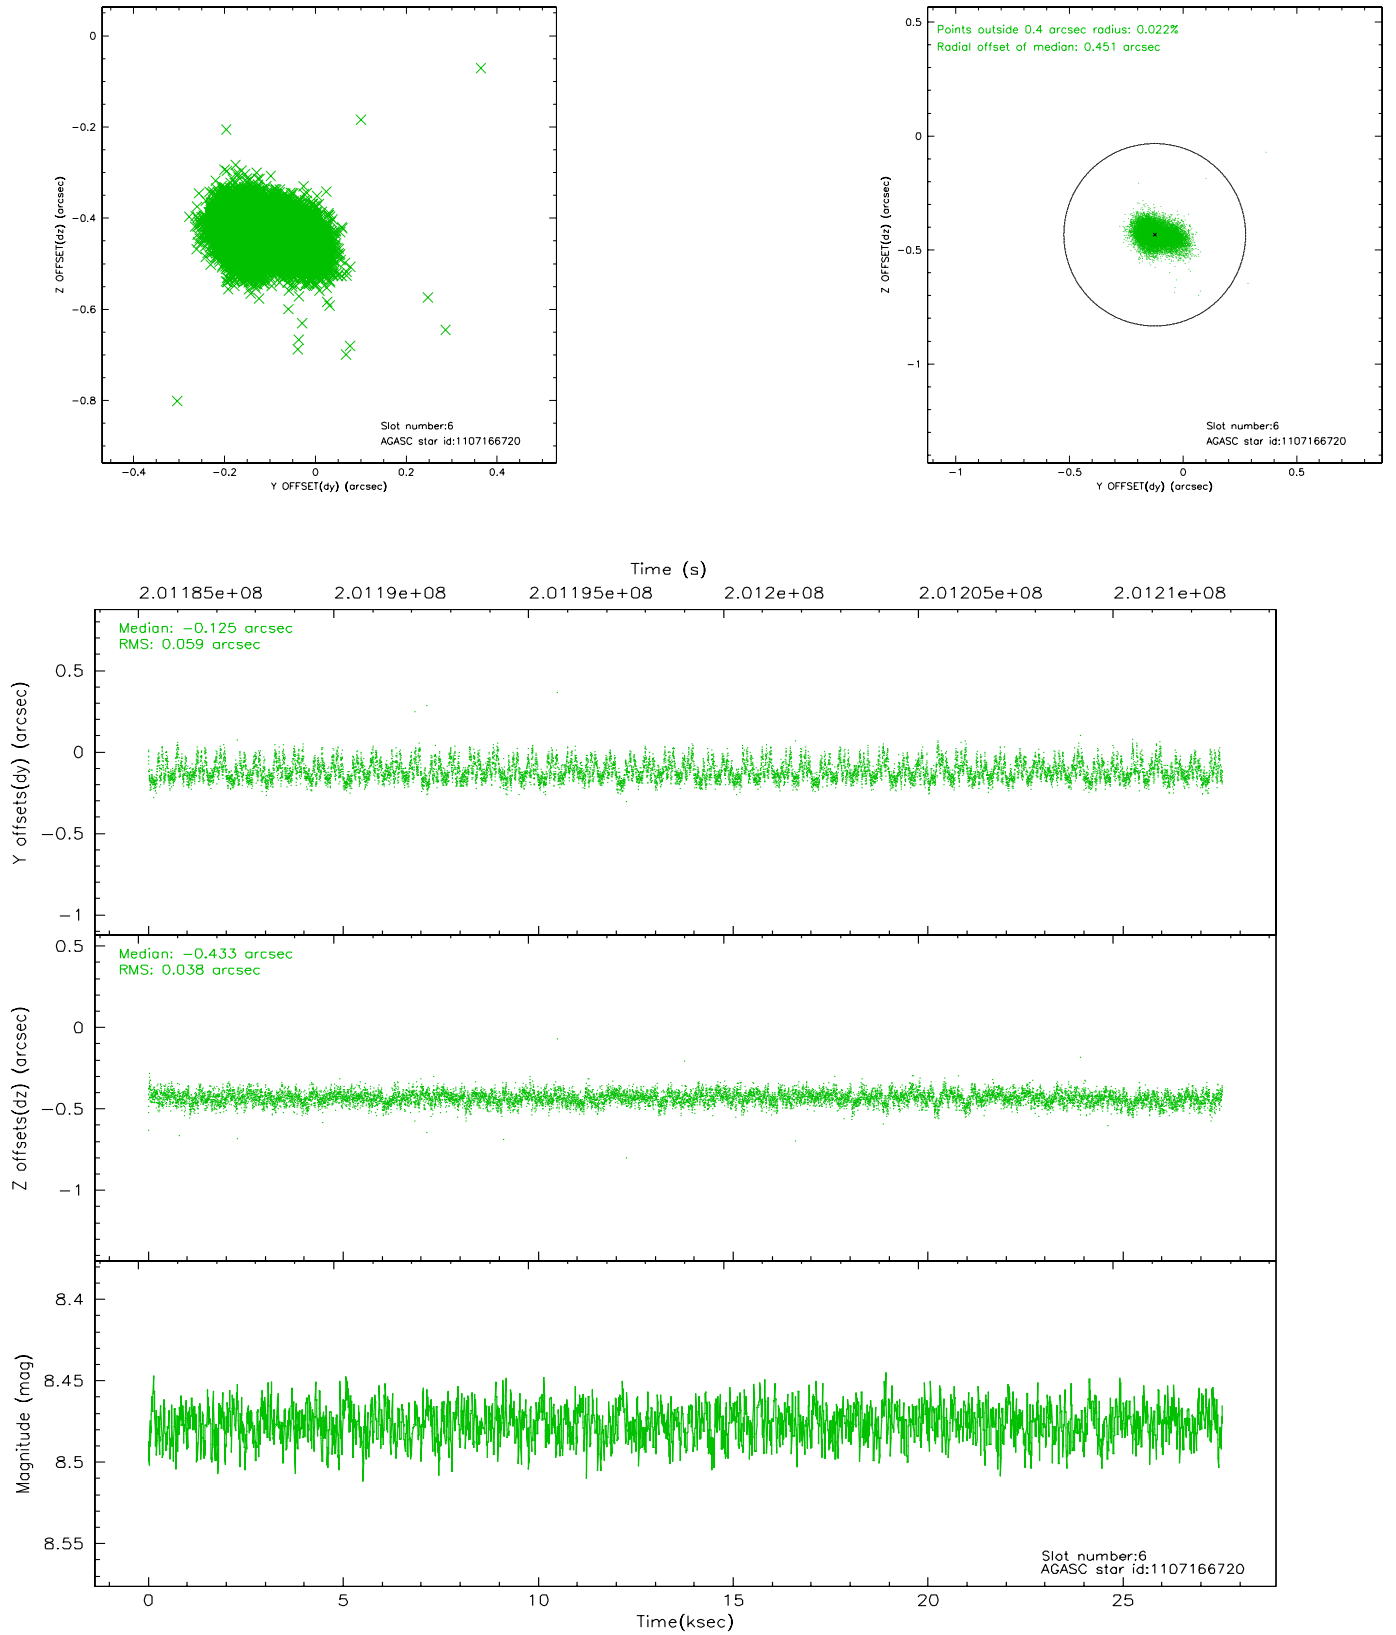 0
−0.2
−0.4
−0.6
−0.8
Z OFFSET(dz) (arcsec)
Slot number:6
AGASC star id:1107166720
−0.4 −0.2 0 0.2 0.4
Y OFFSET(dy) (arcsec)
Points outside 0.4 arcsec radius: 0.022%
Radial offset of median: 0.451 arcsec
0.5
0
−0.5
−1
Z OFFSET(dz) (arcsec)
Slot number:6
AGASC star id:1107166720
−1 −0.5 0 0.5
Y OFFSET(dy) (arcsec)
Time (s)
2.01185e+08 2.0119e+08 2.01195e+08 2.012e+08 2.01205e+08 2.0121e+08
Median: −0.125 arcsec
RMS: 0.059 arcsec
0.5
0
−0.5
−1
Y offsets(dy) (arcsec)
Median: −0.433 arcsec
RMS: 0.038 arcsec
0.5
0
−0.5
−1
Z offsets(dz) (arcsec)
8.4
8.45
8.5
8.55
Magnitude (mag)
Slot number:6
AGASC star id:1107166720
0 5 10 15 20 25
Time(ksec)